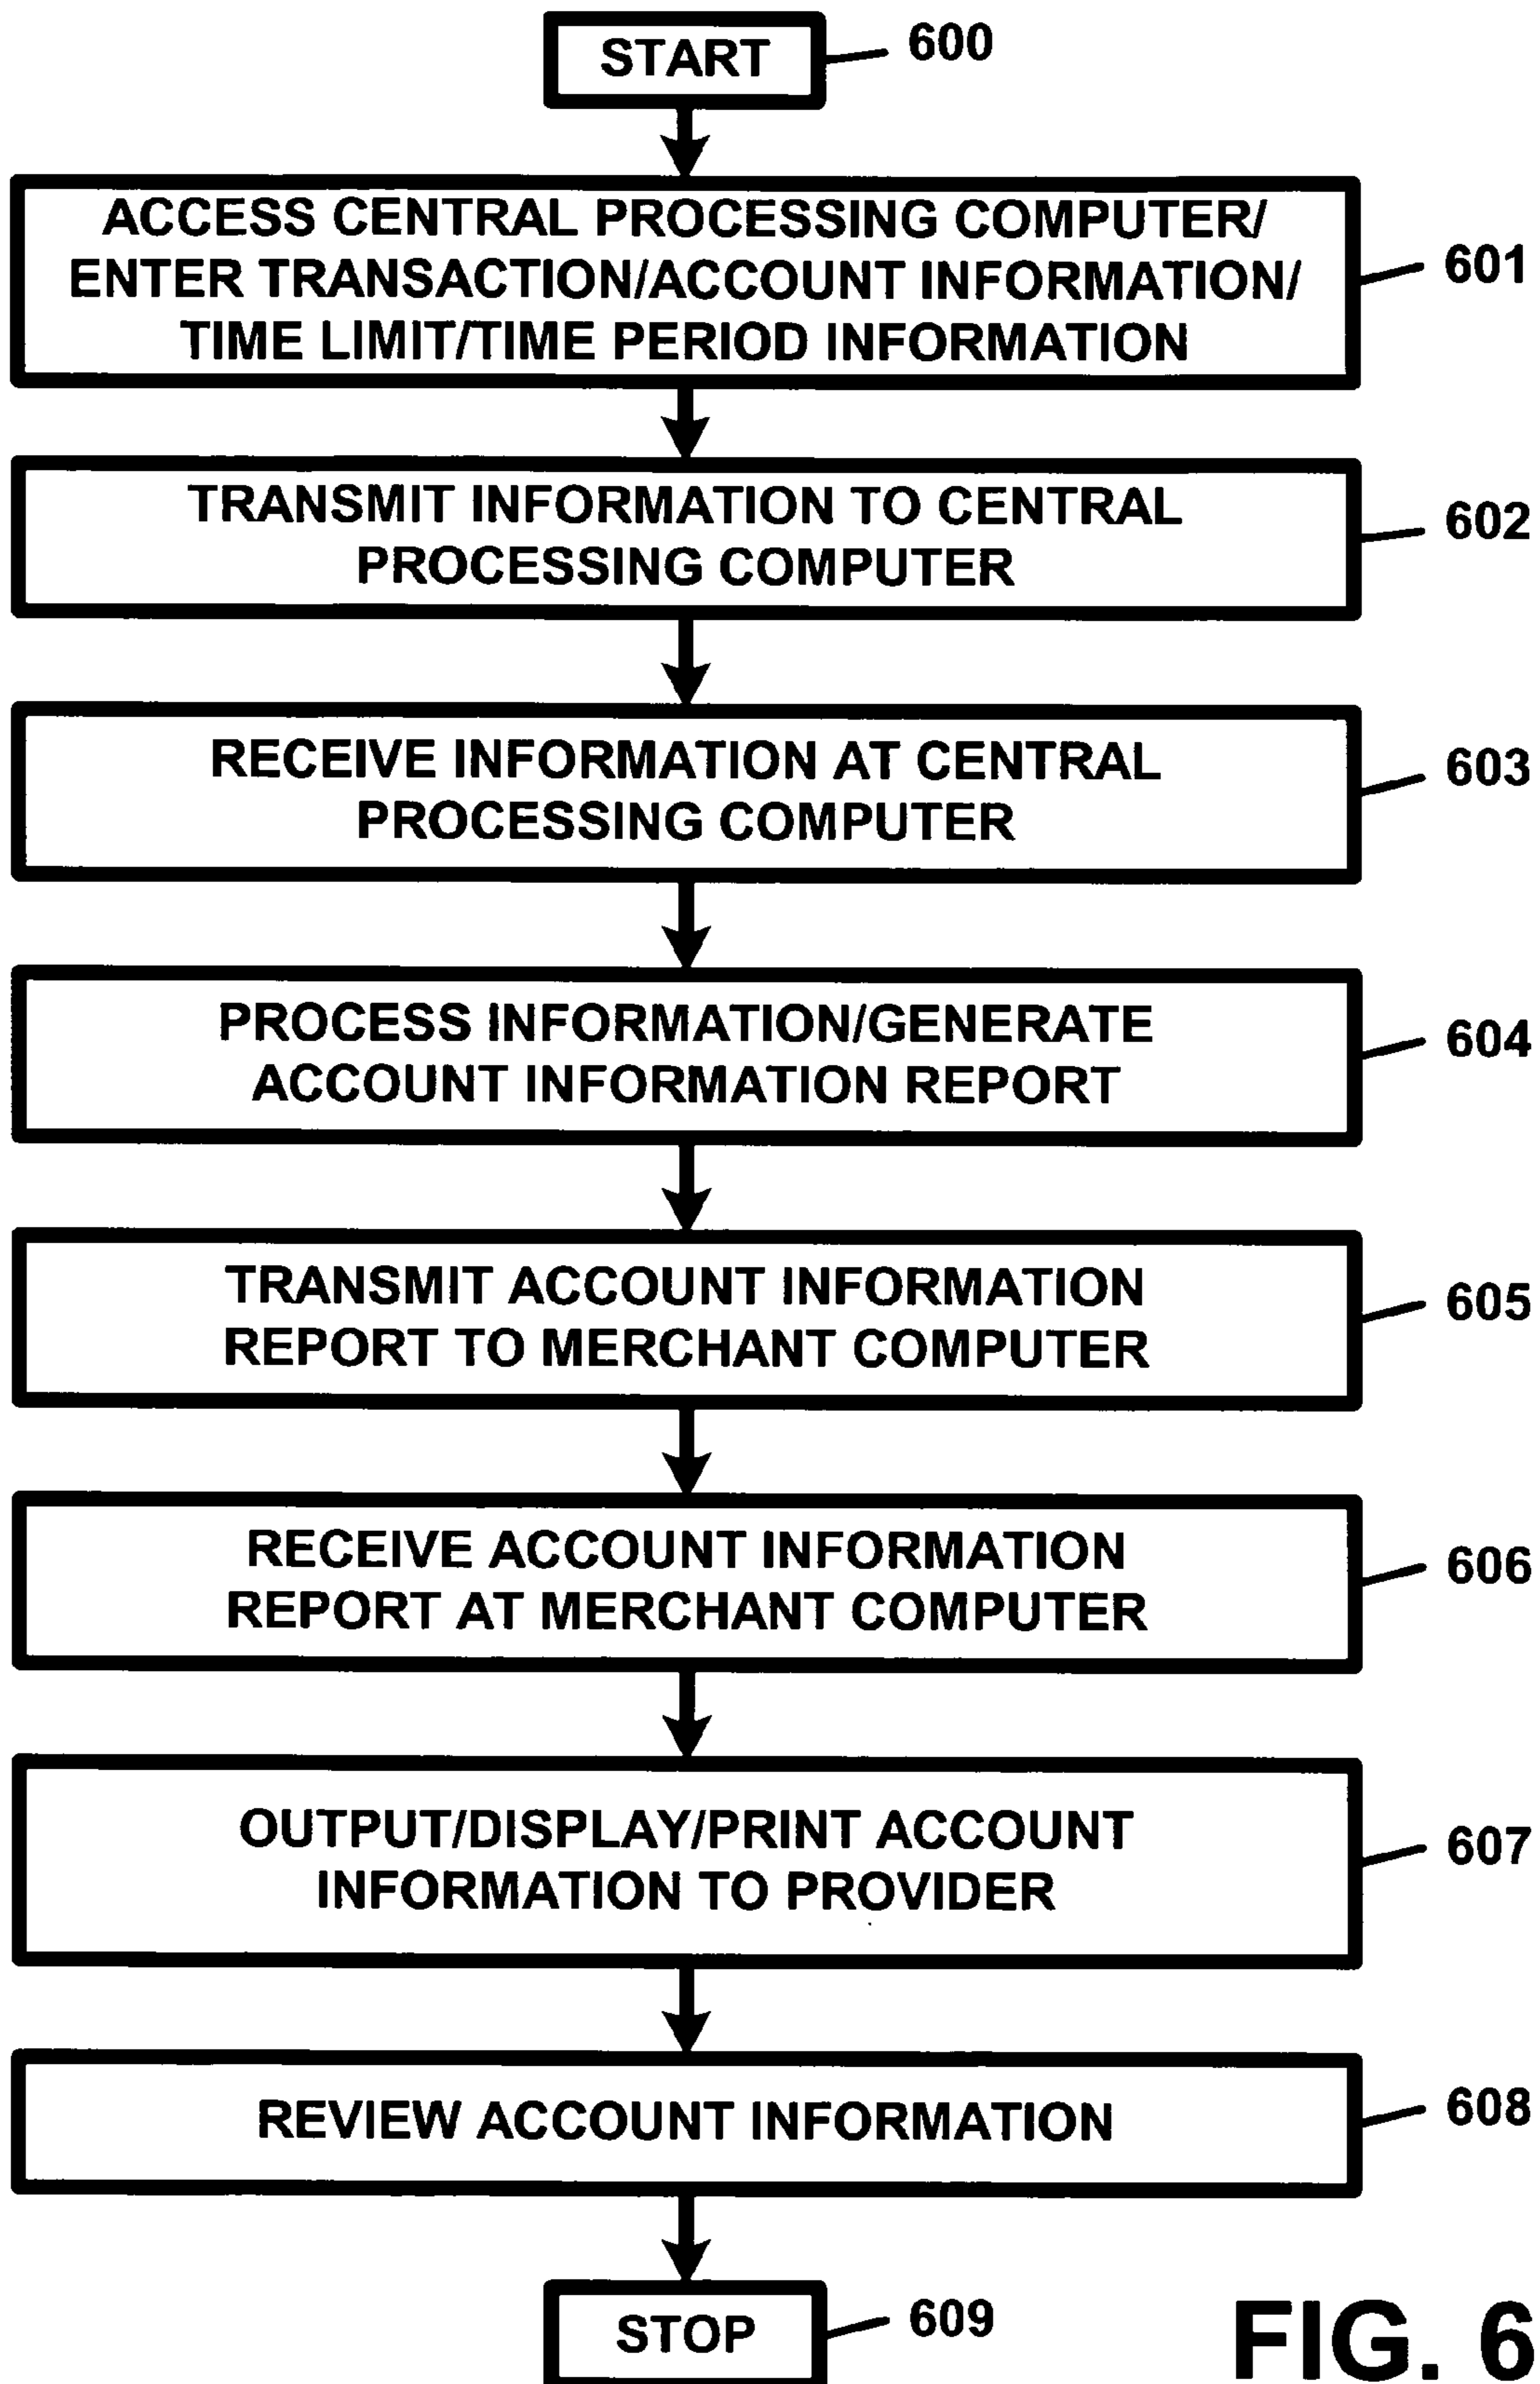 START
600
ACCESS CENTRAL PROCESSING COMPUTER/
ENTER TRANSACTION/ACCOUNT INFORMATION/
TIME LIMIT/TIME PERIOD INFORMATION
601
TRANSMIT INFORMATION TO CENTRAL
PROCESSING COMPUTER
602
RECEIVE INFORMATION AT CENTRAL
PROCESSING COMPUTER
603
PROCESS INFORMATION/GENERATE
ACCOUNT INFORMATION REPORT
604
TRANSMIT ACCOUNT INFORMATION
REPORT TO MERCHANT COMPUTER
605
RECEIVE ACCOUNT INFORMATION
REPORT AT MERCHANT COMPUTER
606
OUTPUT/DISPLAY/PRINT ACCOUNT
INFORMATION TO PROVIDER
607
REVIEW ACCOUNT INFORMATION
608
STOP
609
FIG. 6